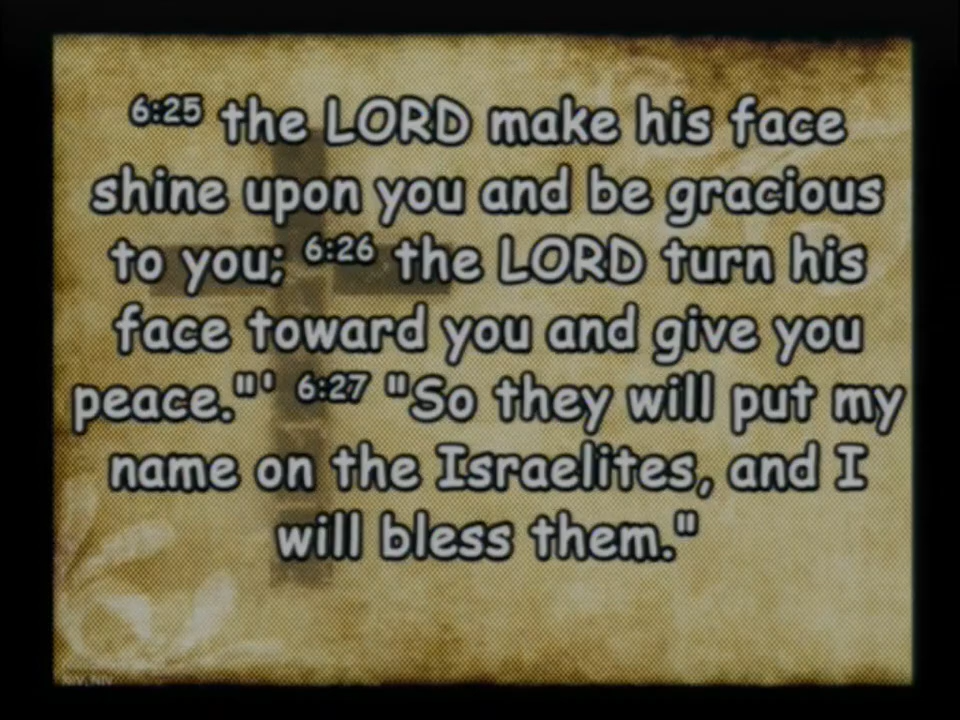 6:25 the LORD make his face
shine upon you and be gracious
to you; 6:26 the LORD turn his
face toward you and give you
peace."' 6:27 "So they will put my
name on the Israelites, and I
will bless them."